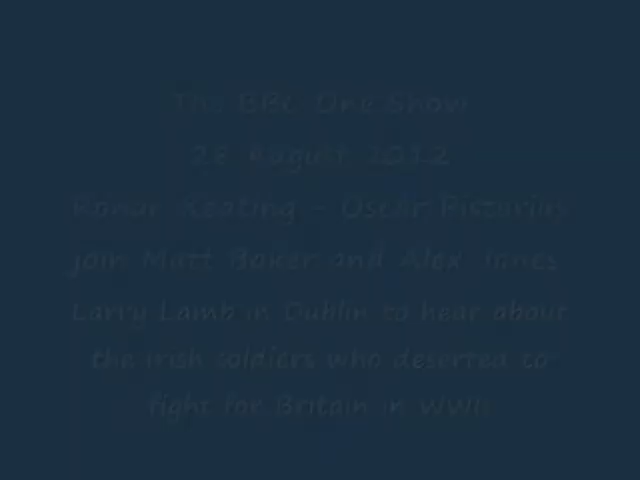 The BBC One Show
28 August 2012
Ronan Keating - Oscar Pistorius
join Matt Baker and Alex Jones
Larry Lamb in Dublin to hear about
the Irish soldiers who deserted to
fight for Britain in WWII